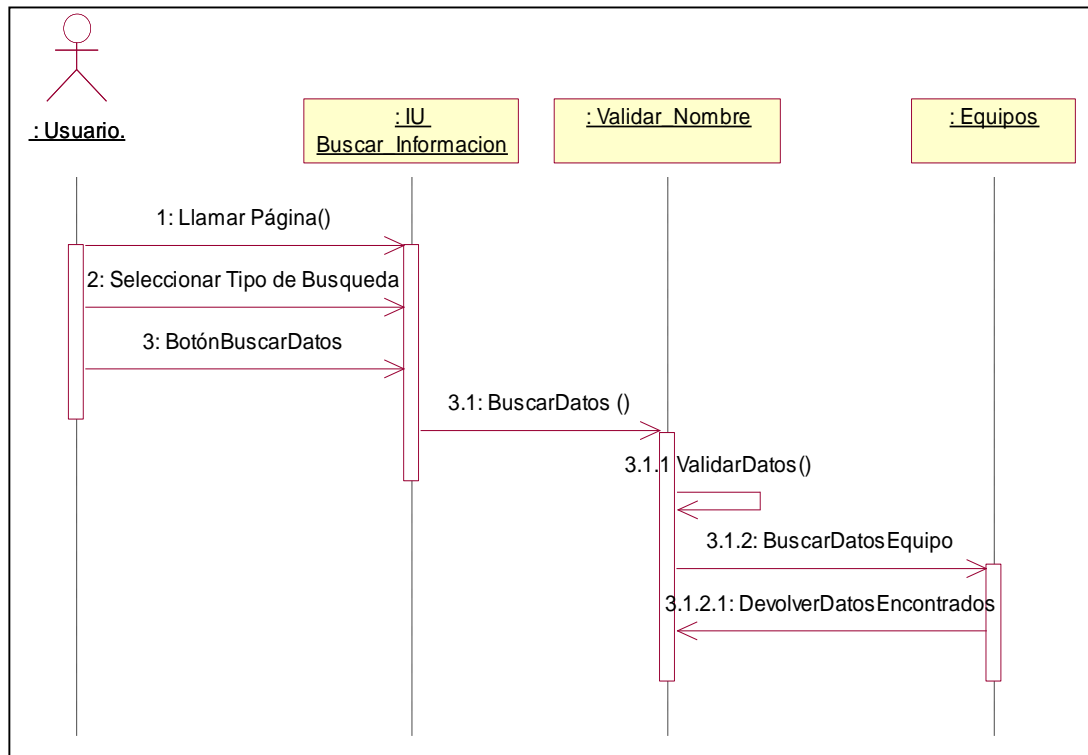 : Usuario.
: IU
Buscar_Informacion
: Validar_Nombre
: Equipos
1: Llamar Página()
2: Seleccionar Tipo de Busqueda
3: BotónBuscarDatos
3.1: BuscarDatos ()
3.1.1 ValidarDatos()
3.1.2: BuscarDatosEquipo
3.1.2.1: DevolverDatosEncontrados